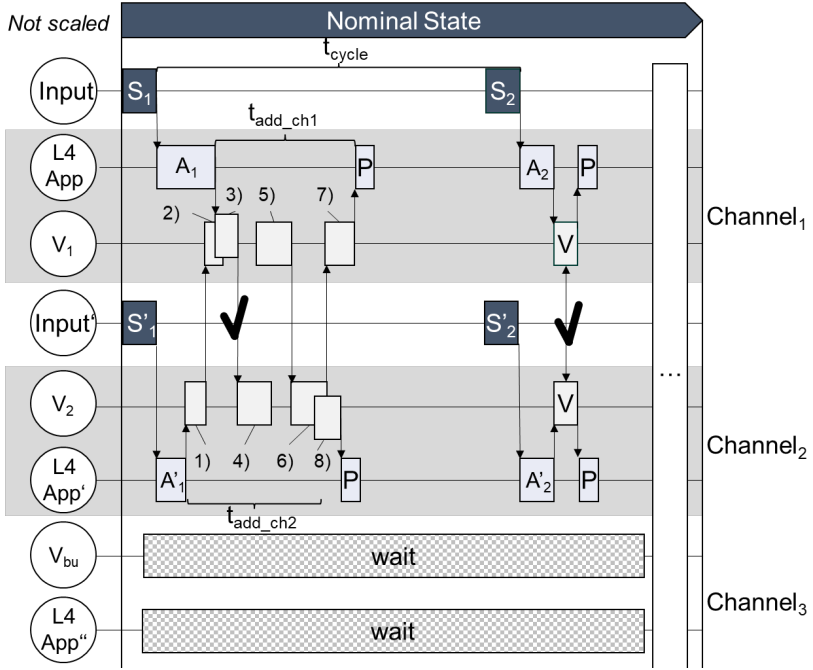 Not scaled
Nominal State
t_cycle
Input
S₁
S₂
t_add_ch1
L4
App
A₁
P
A₂
P
Channel₁
2)
3)
5)
7)
V₁
V
Input‘
S’₁
S’₂
...
V₂
V
Channel₂
1)
4)
6)
8)
L4
App‘
A’₁
P
A’₂
P
t_add_ch2
V_bu
wait
Channel₃
L4
App“
wait